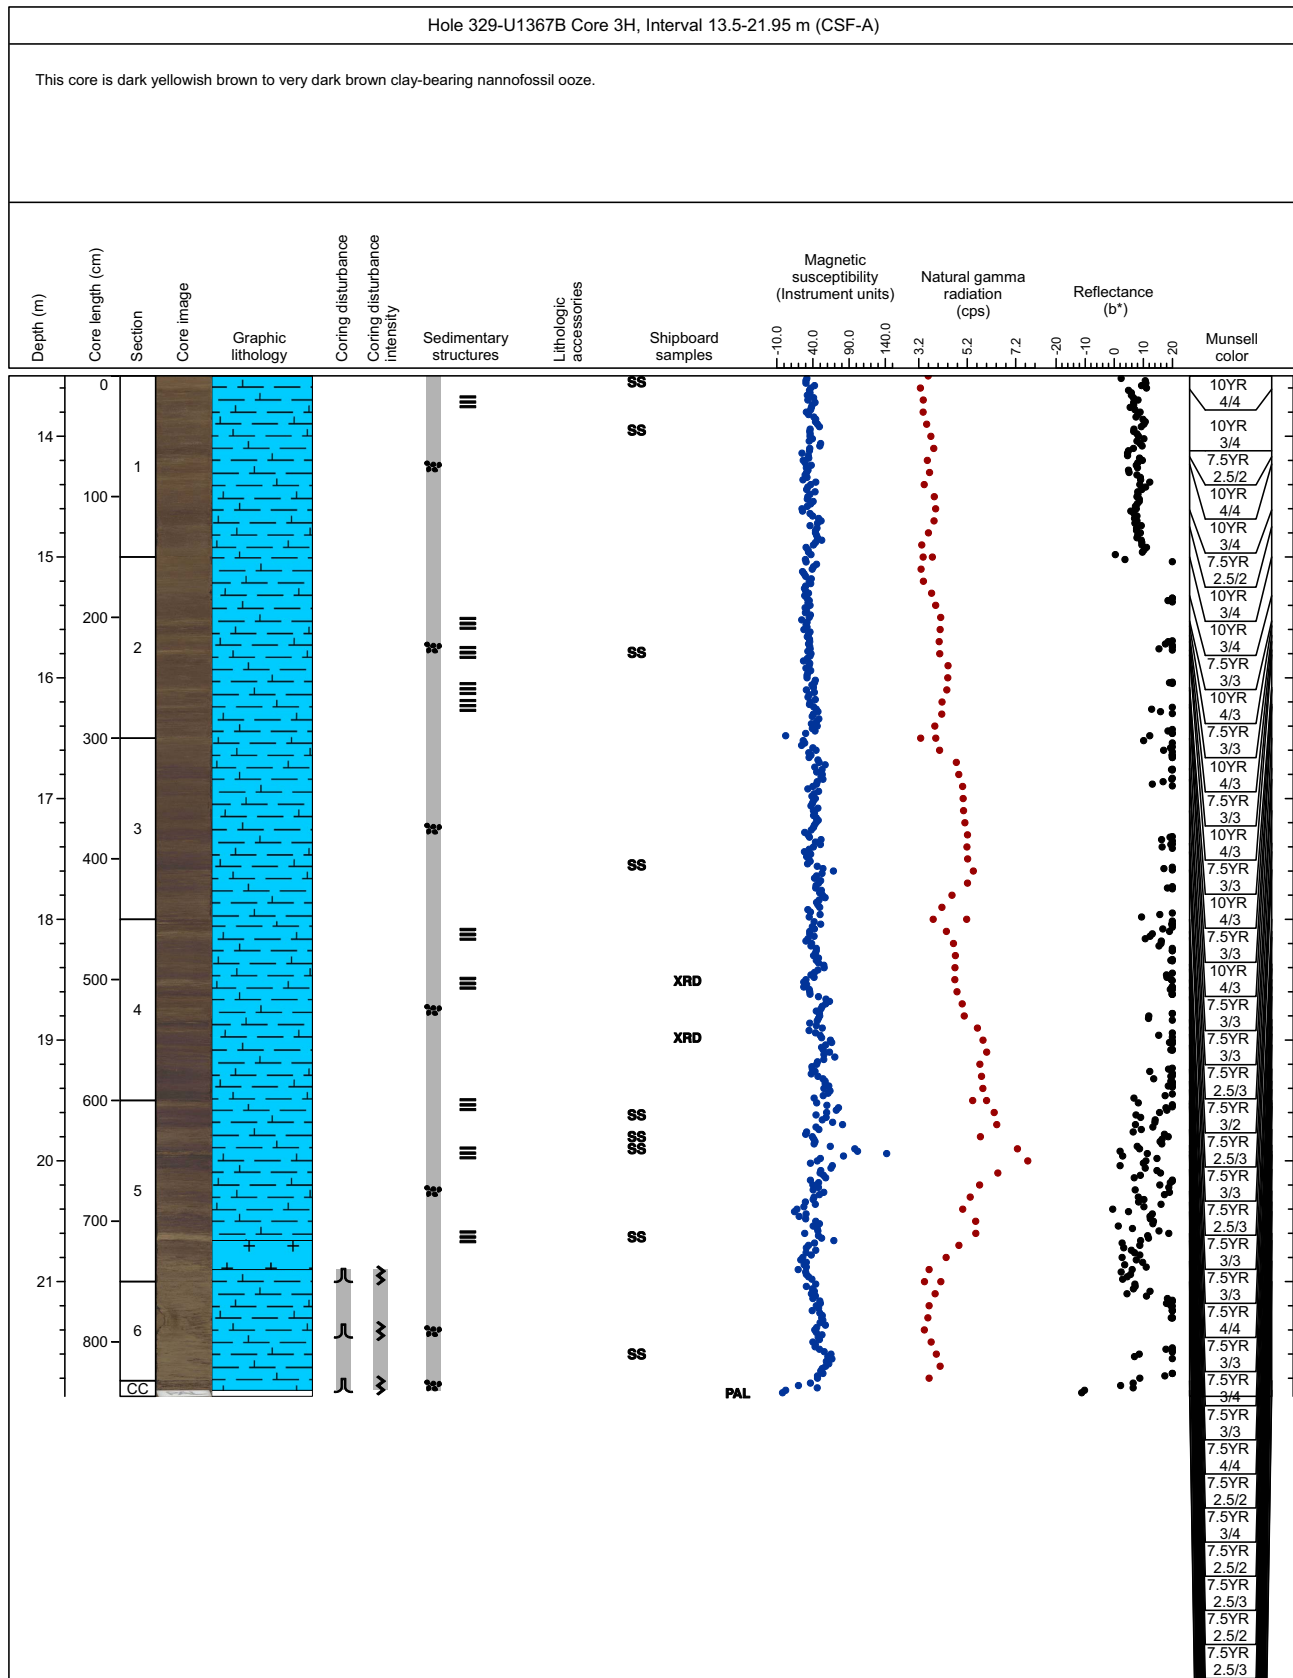 Hole 329-U1367B Core 3H, Interval 13.5-21.95 m (CSF-A)
This core is dark yellowish brown to very dark brown clay-bearing nannofossil ooze.
Depth (m)
Core length (cm)
Section
Core image
Graphic
lithology
Coring disturbance
Coring disturbance
intensity
Sedimentary
structures
Lithologic
accessories
Shipboard
samples
Magnetic
susceptibility
(Instrument units)
-10.0
40.0
90.0
140.0
Natural gamma
radiation
(cps)
3.2
5.2
7.2
Reflectance
(b*)
-20
-10
0
10
20
Munsell
color
14
15
16
17
18
19
20
21
0
100
200
300
400
500
600
700
800
1
2
3
4
5
6
CC
SS
SS
SS
SS
XRD
XRD
SS
SS
SS
SS
SS
PAL
10YR
4/4
10YR
3/4
7.5YR
2.5/2
10YR
4/4
10YR
3/4
7.5YR
2.5/2
10YR
3/4
10YR
3/4
7.5YR
3/3
10YR
4/3
7.5YR
3/3
10YR
4/3
7.5YR
3/3
10YR
4/3
7.5YR
3/3
10YR
4/3
7.5YR
3/3
10YR
4/3
7.5YR
3/3
7.5YR
3/3
7.5YR
2.5/3
7.5YR
3/2
7.5YR
2.5/3
7.5YR
3/3
7.5YR
2.5/3
7.5YR
3/3
7.5YR
3/3
7.5YR
4/4
7.5YR
3/3
7.5YR
3/4
7.5YR
3/3
7.5YR
4/4
7.5YR
2.5/2
7.5YR
3/4
7.5YR
2.5/2
7.5YR
2.5/3
7.5YR
2.5/2
7.5YR
2.5/3